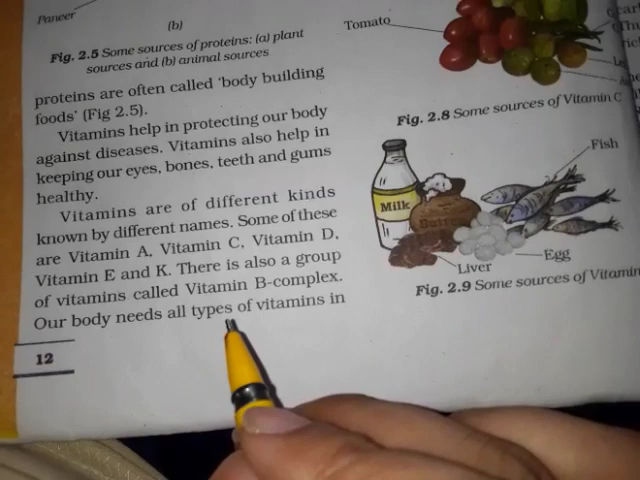 Paneer
(b)
Fig. 2.5 Some sources of proteins: (a) plant
sources and (b) animal sources
proteins are often called 'body building
foods' (Fig 2.5).
Vitamins help in protecting our body
against diseases. Vitamins also help in
keeping our eyes, bones, teeth and gums
healthy.
Vitamins are of different kinds
known by different names. Some of these
are Vitamin A, Vitamin C, Vitamin D,
Vitamin E and K. There is also a group
of vitamins called Vitamin B-complex.
Our body needs all types of vitamins in
12
Tomato
Fig. 2.8 Some sources of Vitamin C
Fish
Milk
Egg
Liver
Fig. 2.9 Some sources of Vitamin